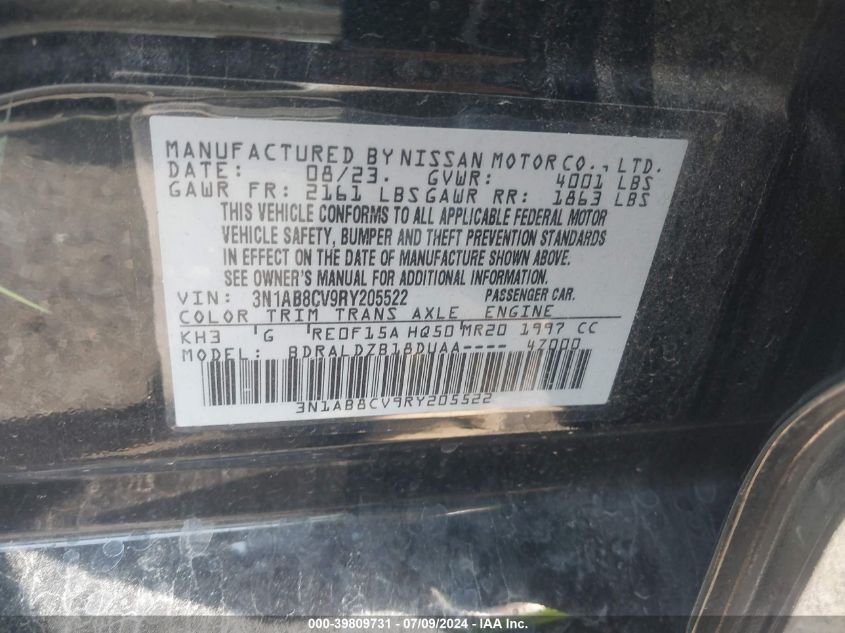 MANUFACTURED BY NISSAN MOTOR CO., LTD.
DATE: 08/23. GVWR: 4001 LBS
GAWR FR: 2161 LBS GAWR RR: 1863 LBS
THIS VEHICLE CONFORMS TO ALL APPLICABLE FEDERAL MOTOR
VEHICLE SAFETY, BUMPER AND THEFT PREVENTION STANDARDS
IN EFFECT ON THE DATE OF MANUFACTURE SHOWN ABOVE.
SEE OWNER'S MANUAL FOR ADDITIONAL INFORMATION.
VIN: 3N1AB8CV9RY205522 PASSENGER CAR.
COLOR TRIM TRANS AXLE ENGINE
KH3 G RE0F15A HQ50 MR20 1997 CC
MODEL: BDRALDZB18DUAA---- 47000
3N1AB8CV9RY205522
000-39809731 - 07/09/2024 - IAAI Inc.